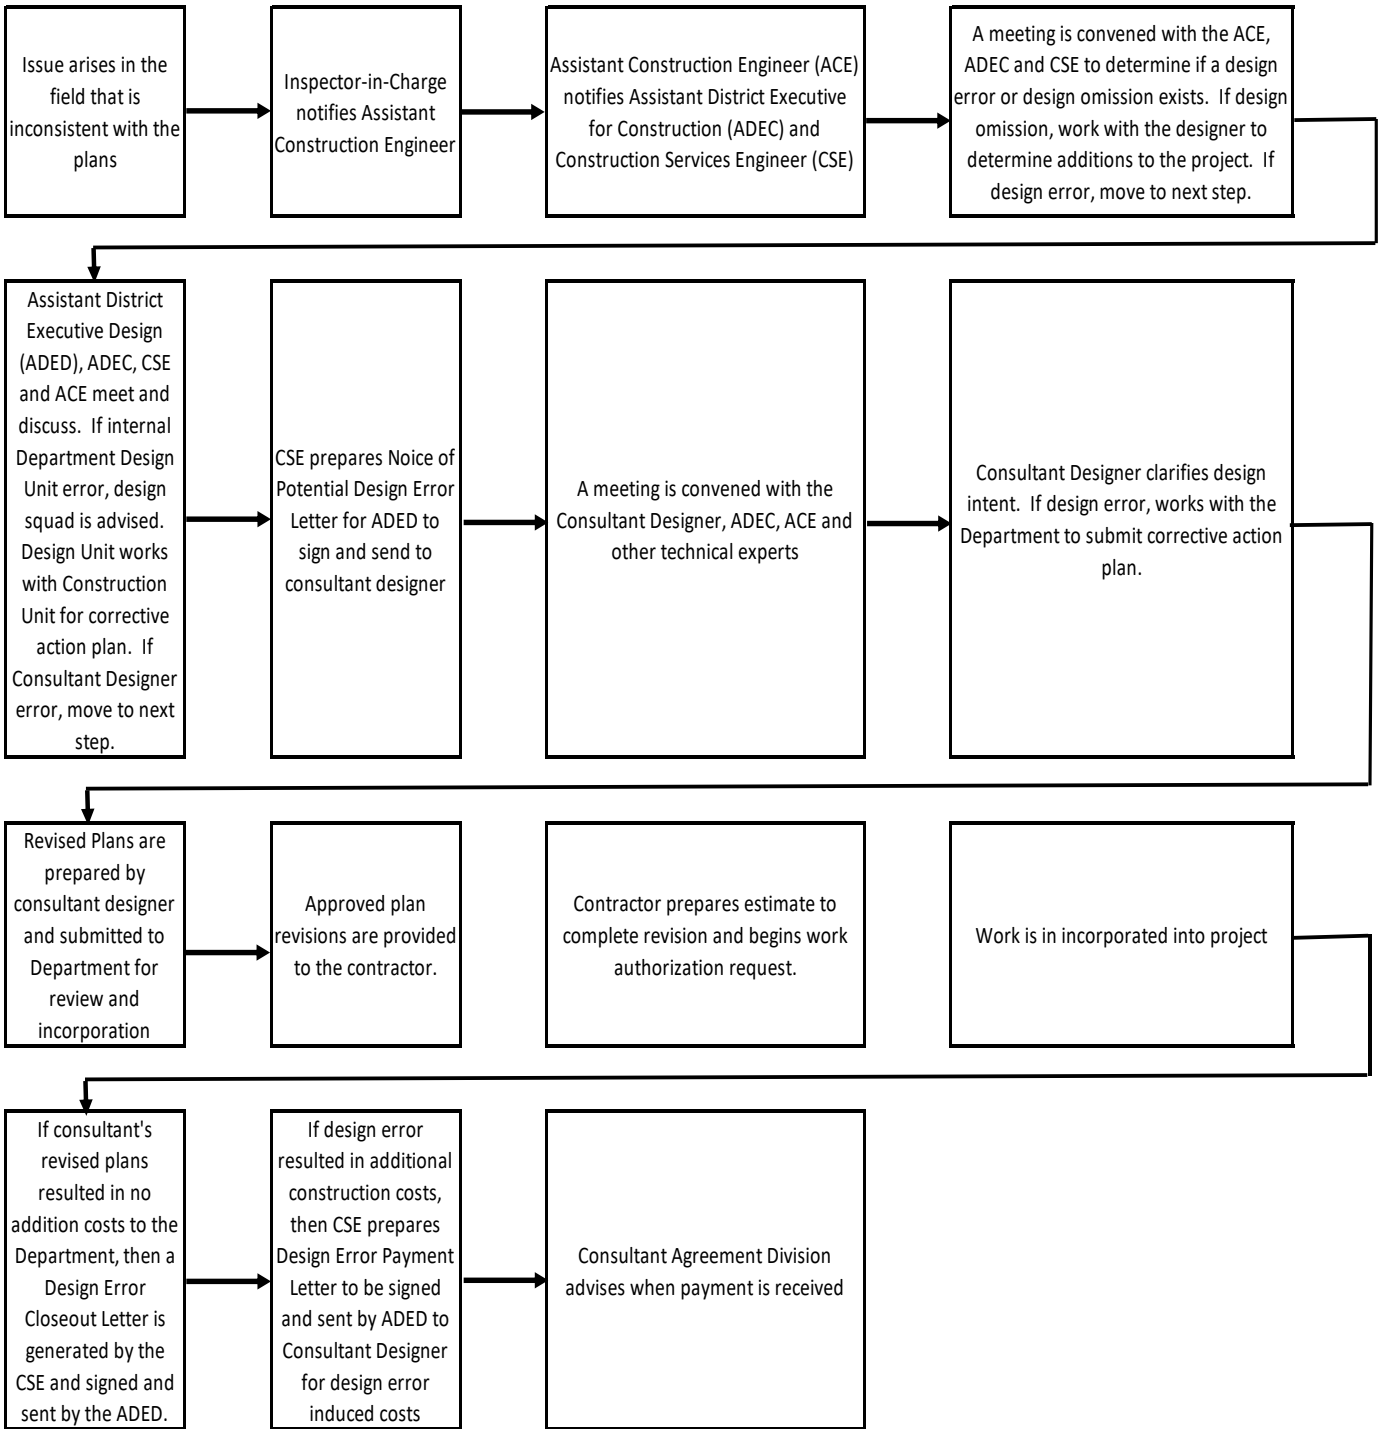 Issue arises in the
field that is
inconsistent with the
plans
Inspector-in-Charge
notifies Assistant
Construction Engineer
Assistant Construction Engineer (ACE)
notifies Assistant District Executive
for Construction (ADEC) and
Construction Services Engineer (CSE)
A meeting is convened with the ACE,
ADEC and CSE to determine if a design
error or design omission exists.  If design
omission, work with the designer to
determine additions to the project.  If
design error, move to next step.
Assistant District
Executive Design
(ADED), ADEC, CSE
and ACE meet and
discuss.  If internal
Department Design
Unit error, design
squad is advised.
Design Unit works
with Construction
Unit for corrective
action plan.  If
Consultant Designer
error, move to next
step.
CSE prepares Noice of
Potential Design Error
Letter for ADED to
sign and send to
consultant designer
A meeting is convened with the
Consultant Designer, ADEC, ACE and
other technical experts
Consultant Designer clarifies design
intent.  If design error, works with the
Department to submit corrective action
plan.
Revised Plans are
prepared by
consultant designer
and submitted to
Department for
review and
incorporation
Approved plan
revisions are provided
to the contractor.
Contractor prepares estimate to
complete revision and begins work
authorization request.
Work is in incorporated into project
If consultant's
revised plans
resulted in no
addition costs to the
Department, then a
Design Error
Closeout Letter is
generated by the
CSE and signed and
sent by the ADED.
If design error
resulted in additional
construction costs,
then CSE prepares
Design Error Payment
Letter to be signed
and sent by ADED to
Consultant Designer
for design error
induced costs
Consultant Agreement Division
advises when payment is received